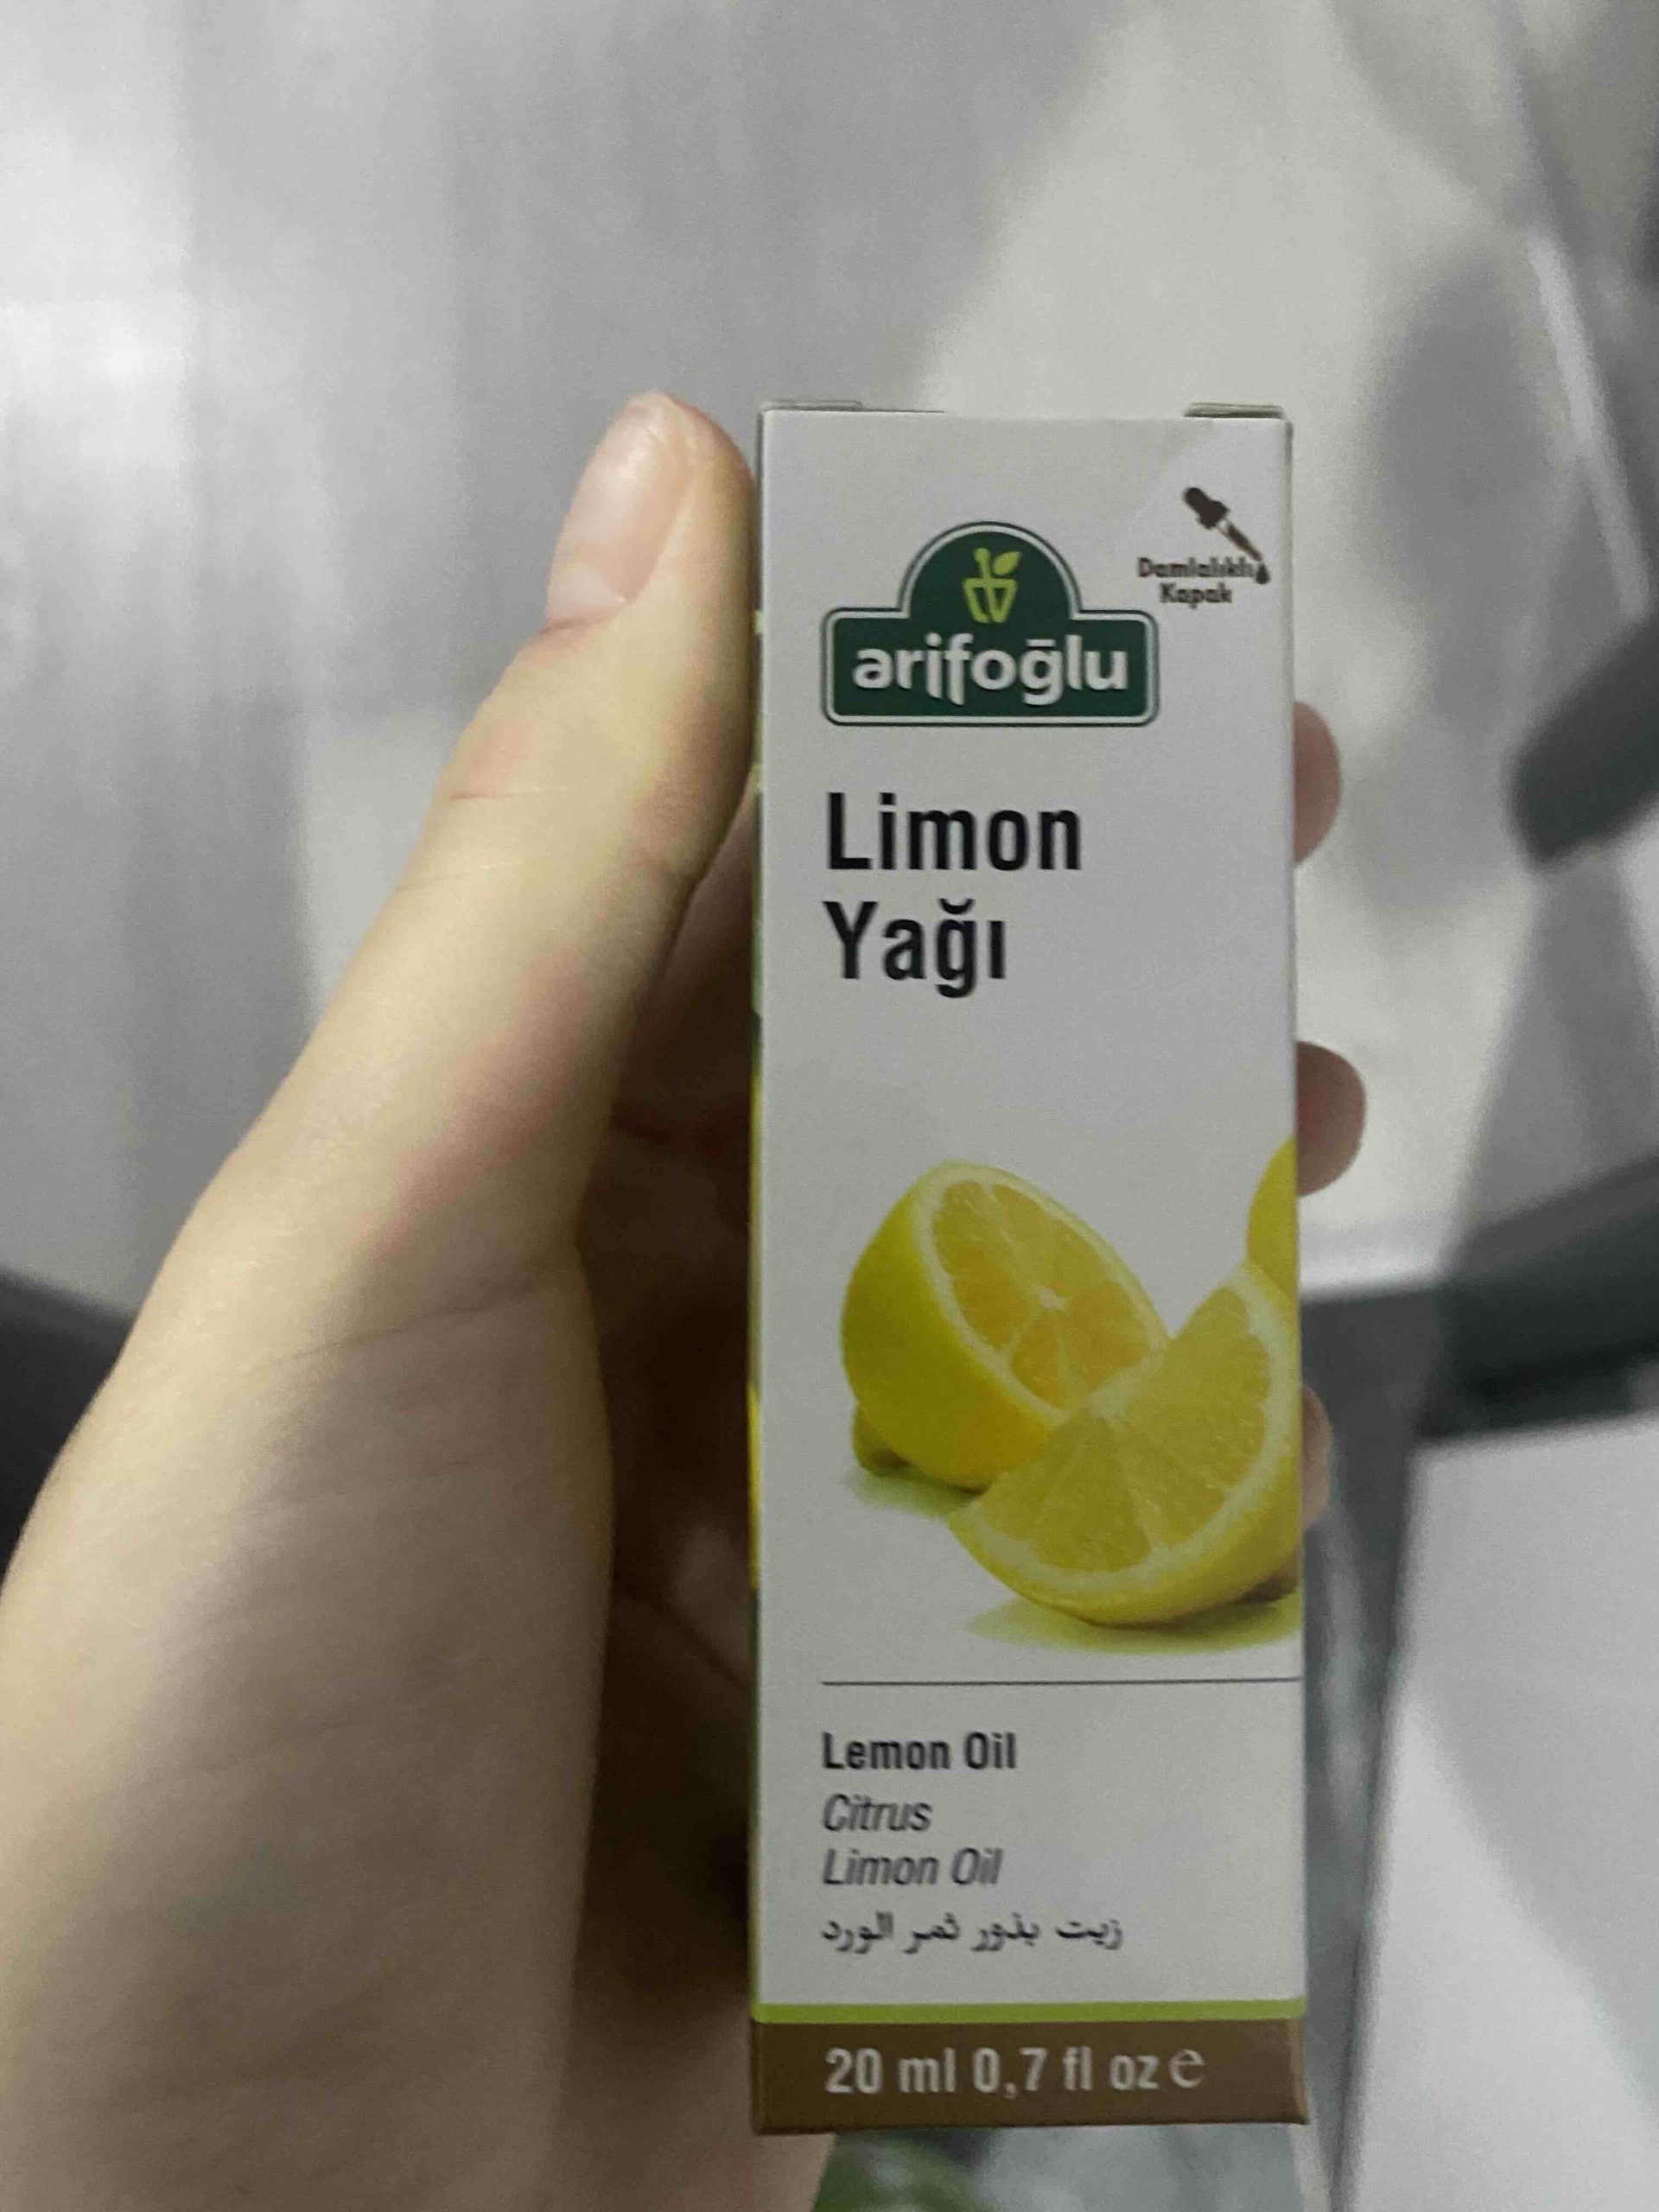 Damlalıklı
Kapak
arifoğlu
Limon
Yağı
Lemon Oil
Citrus
Limon Oil
زيت بذور ثمر الورد
20 ml 0,7 fl oz e